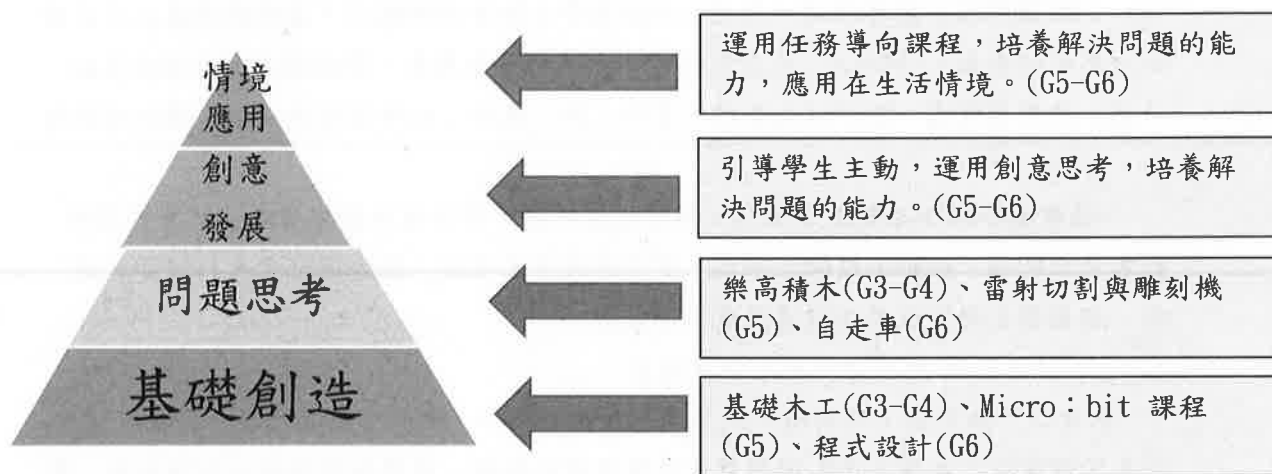 情境
應用
運用任務導向課程，培養解決問題的能
力，應用在生活情境。(G5-G6)
創意
發展
引導學生主動，運用創意思考，培養解
決問題的能力。(G5-G6)
問題思考
樂高積木(G3-G4)、雷射切割與雕刻機
(G5)、自走車(G6)
基礎創造
基礎木工(G3-G4)、Micro：bit 課程
(G5)、程式設計(G6)